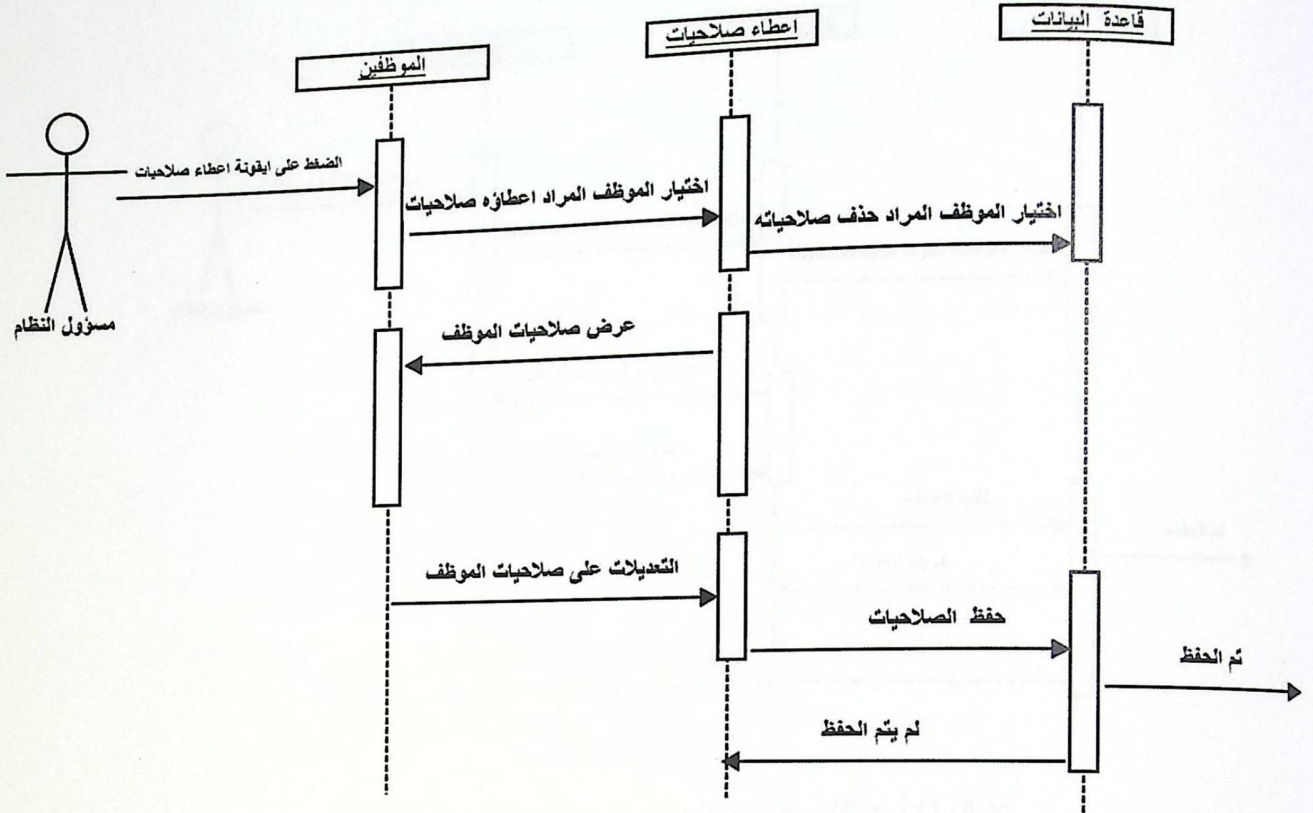 قاعدة البيانات
اعطاء صلاحيات
الموظفين
الضغط على ايقونة اعطاء صلاحيات
اختيار الموظف المراد اعطاؤه صلاحيات
اختيار الموظف المراد حذف صلاحياته
مسؤول النظام
عرض صلاحيات الموظف
التعديلات على صلاحيات الموظف
حفظ الصلاحيات
تم الحفظ
لم يتم الحفظ